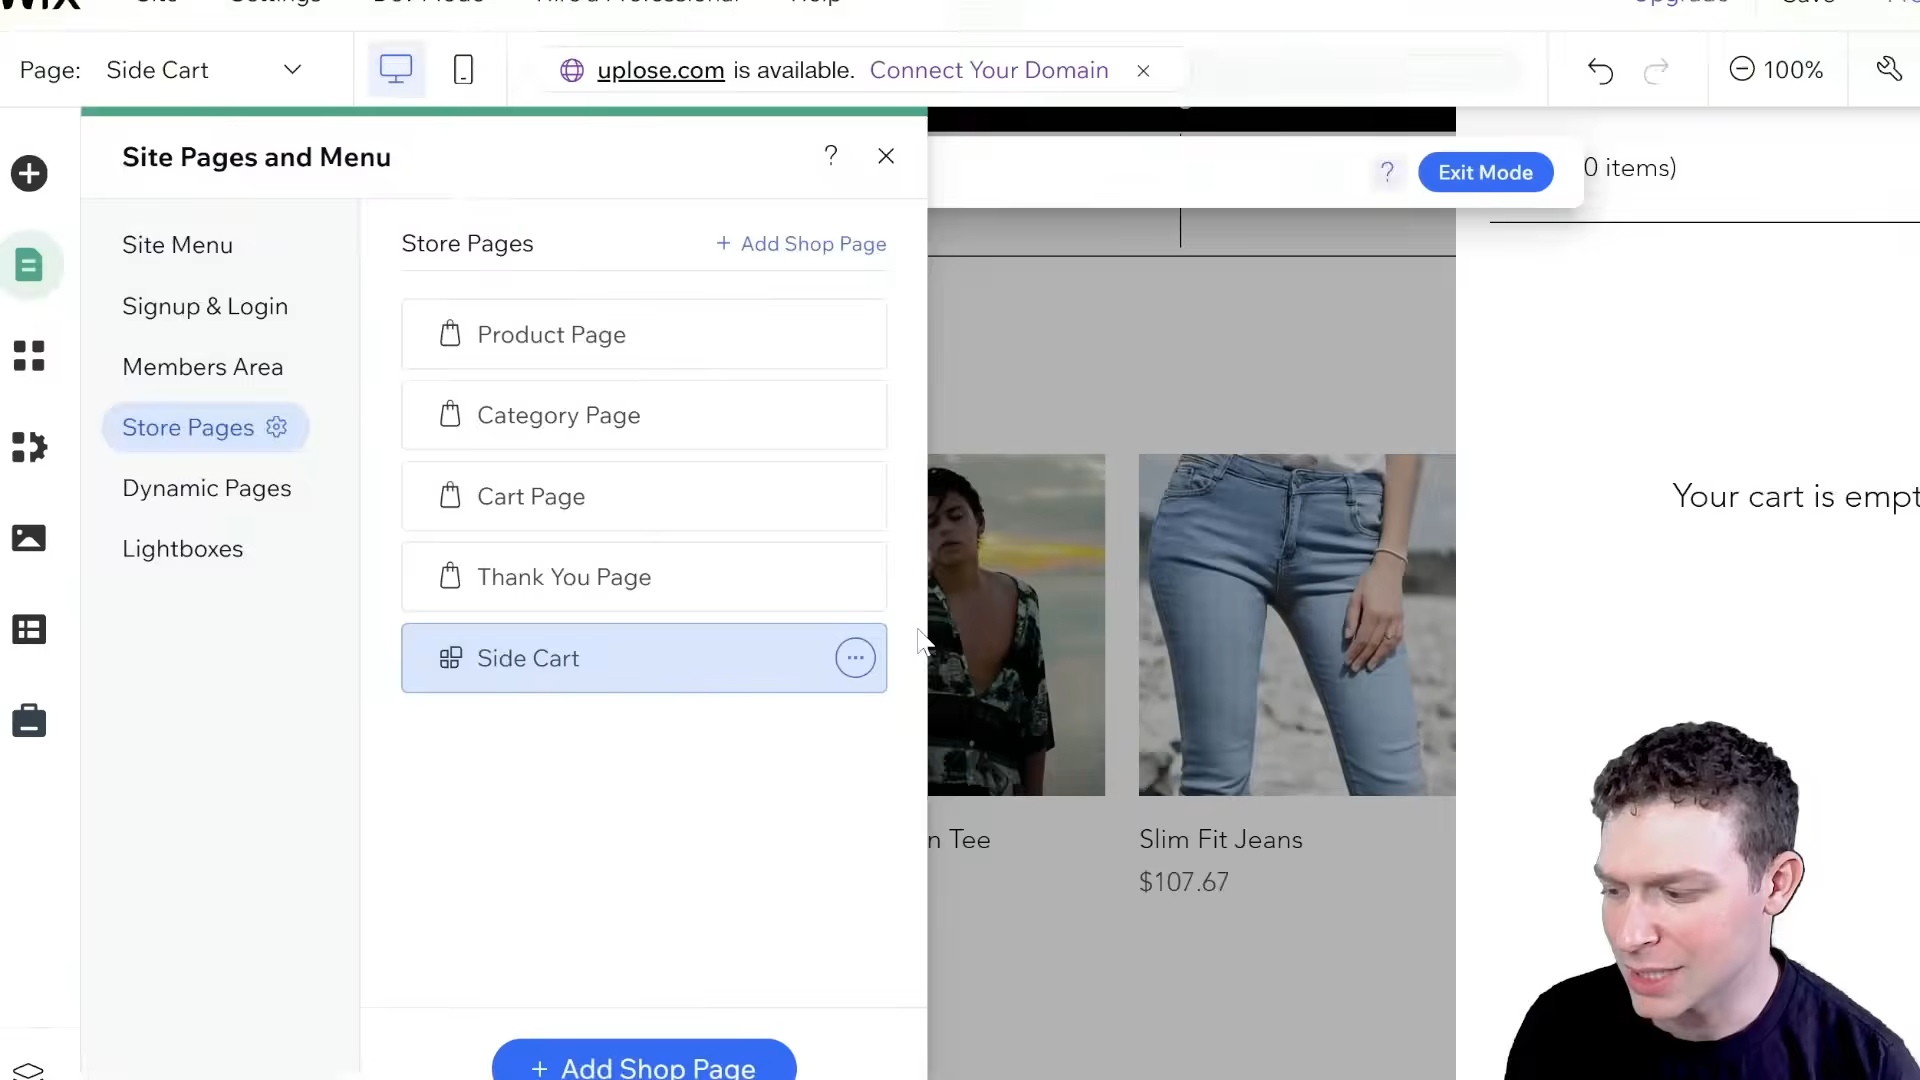 Page: Side Cart
uplose.com is available. Connect Your Domain
100%
Site Pages and Menu
?
? Exit Mode
0 items)
Site Menu
Signup & Login
Members Area
Store Pages
Dynamic Pages
Lightboxes
Store Pages
+ Add Shop Page
Product Page
Category Page
Cart Page
Thank You Page
Side Cart
+ Add Shop Page
Your cart is empt
n Tee
Slim Fit Jeans
$107.67